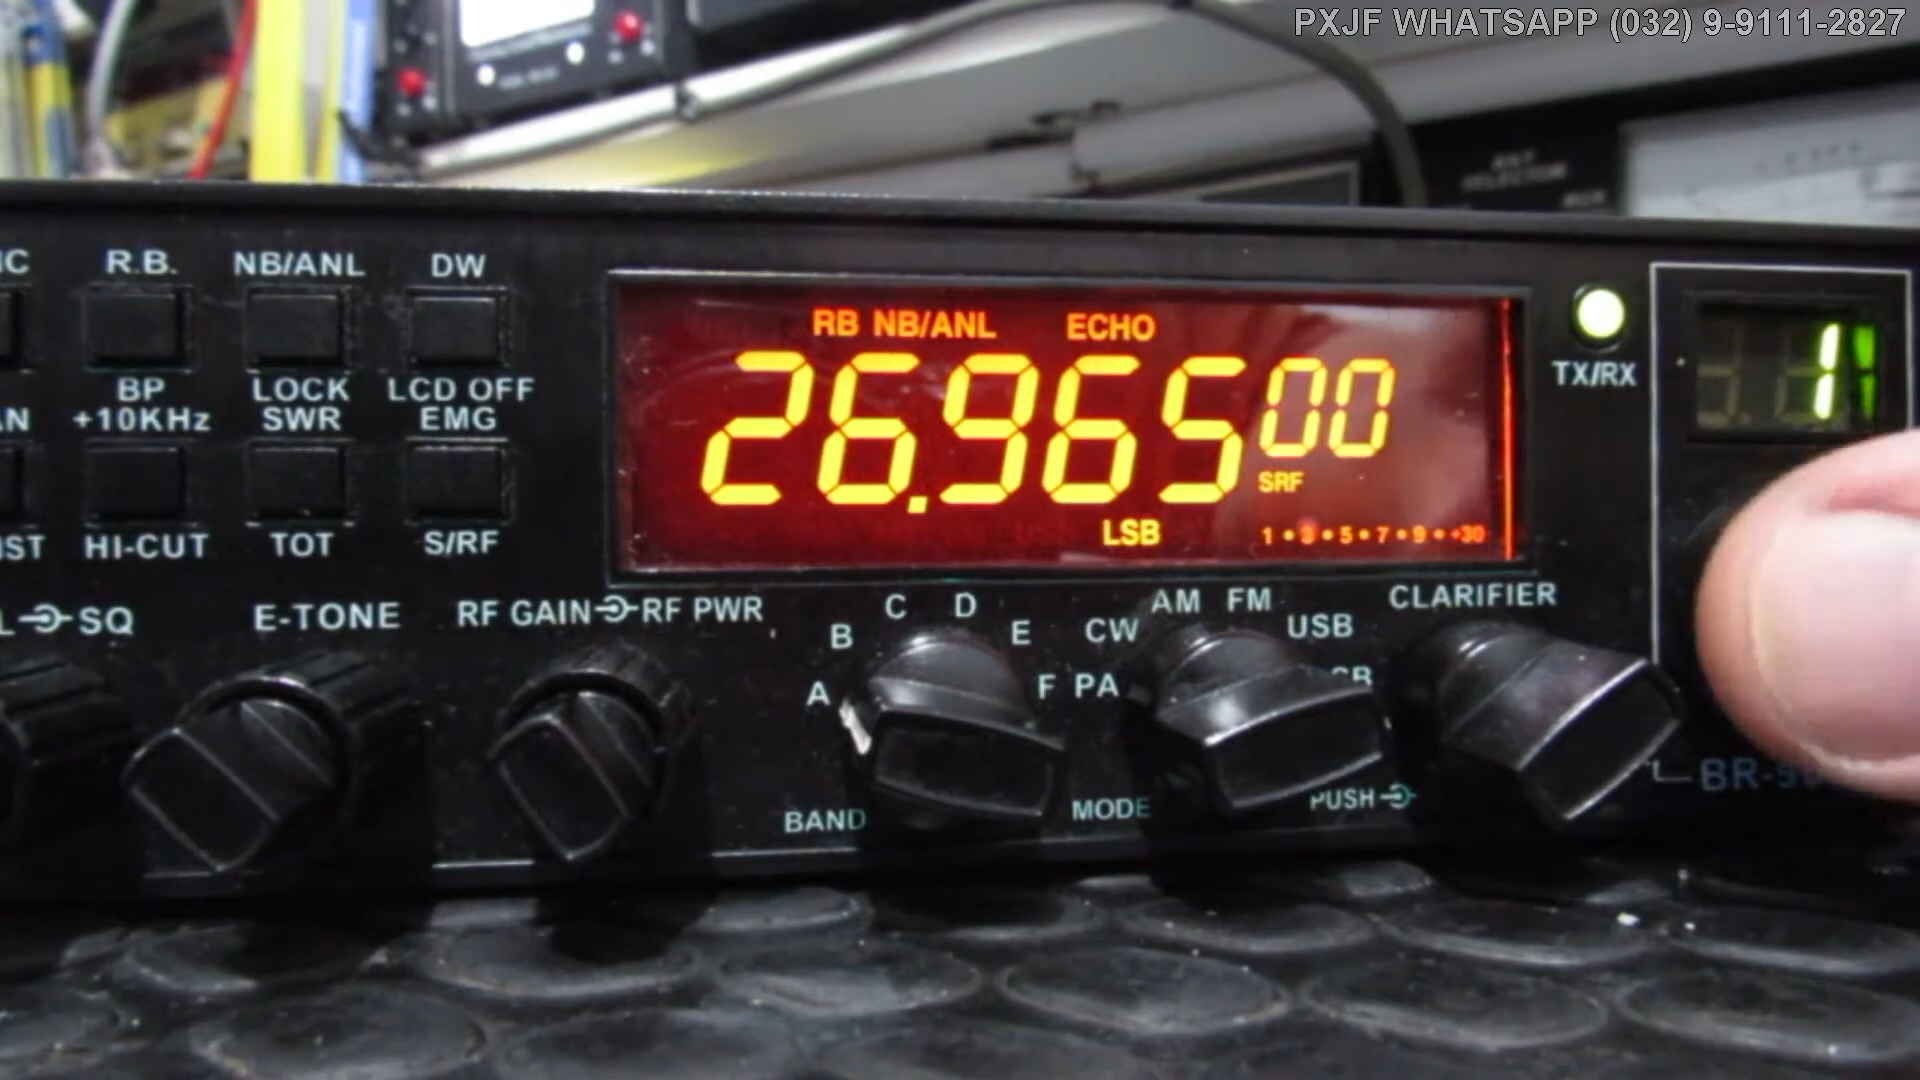 PXJF WHATSAPP (032) 9-9111-2827
R.B. NB/ANL DW
BP LOCK LCD OFF
+10KHz SWR EMG
HI-CUT TOT S/RF
RB NB/ANL ECHO
26.965 00
SRF
LSB
1 • 3 • 5 • 7 • 9 • +30
TX/RX
1
SQ E-TONE RF GAIN RF PWR
A B C D E F
BAND
PA CW AM FM USB
MODE
CLARIFIER
PUSH